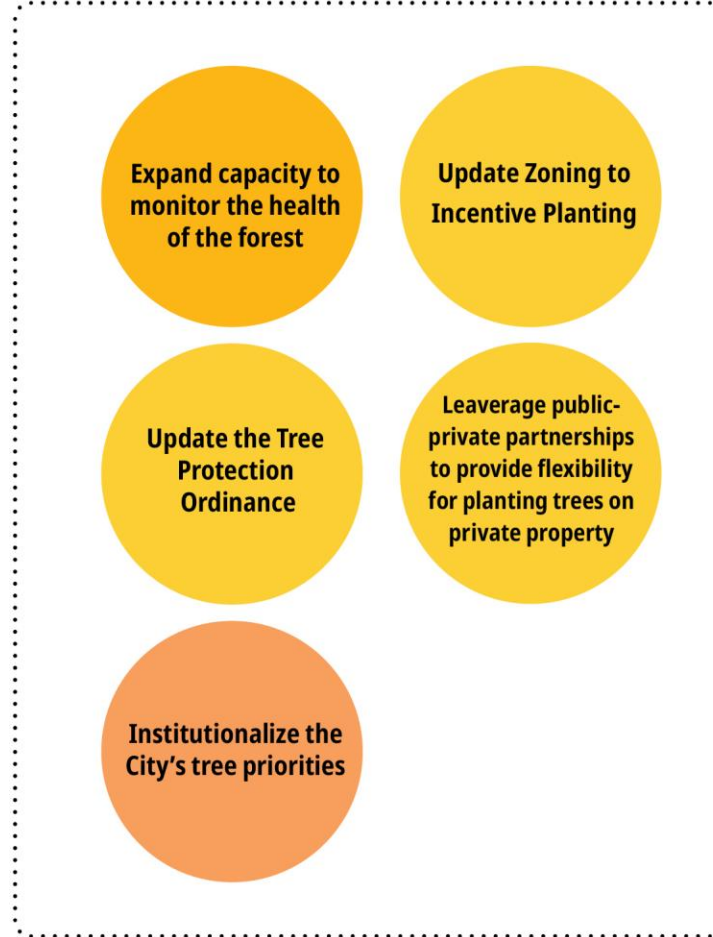 Expand capacity to
monitor the health
of the forest
Update Zoning to
Incentive Planting
Update the Tree
Protection
Ordinance
Leaverage public-
private partnerships
to provide flexibility
for planting trees on
private property
Institutionalize the
City’s tree priorities